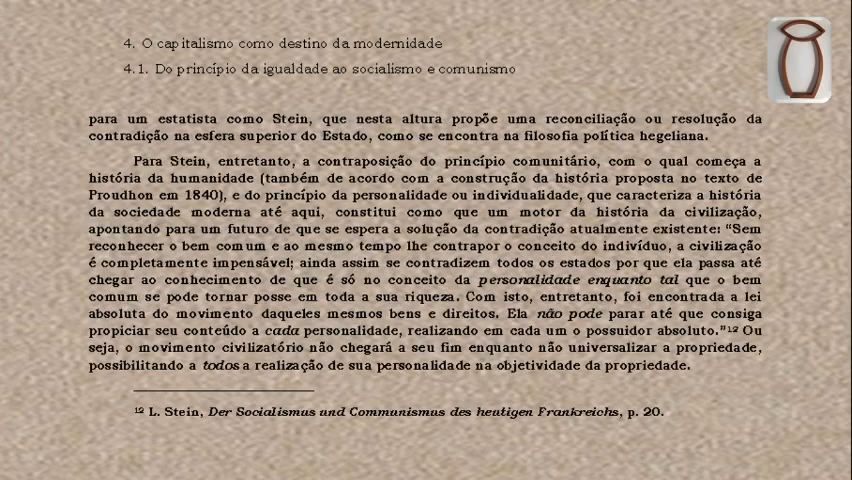 4. O capitalismo como destino da modernidade
4.1. Do princípio da igualdade ao socialismo e comunismo
para um estatista como Stein, que nesta altura propõe uma reconciliação ou resolução da
contradição na esfera superior do Estado, como se encontra na filosofia política hegeliana.
Para Stein, entretanto, a contraposição do princípio comunitário, com o qual começa a
história da humanidade (também de acordo com a construção da história proposta no texto de
Proudhon em 1840), e do princípio da personalidade ou individualidade, que caracteriza a história
da sociedade moderna até aqui, constitui como que um motor da história da civilização,
apontando para um futuro de que se espera a solução da contradição atualmente existente: "Sem
reconhecer o bem comum e ao mesmo tempo lhe contrapor o conceito do indivíduo, a civilização
é completamente impensável; ainda assim se contradizem todos os estados por que ela passa até
chegar ao conhecimento de que é só no conceito da personalidade enquanto tal que o bem
comum se pode tornar posse em toda a sua riqueza. Com isto, entretanto, foi encontrada a lei
absoluta do movimento daqueles mesmos bens e direitos. Ela não pode parar até que consiga
propiciar seu conteúdo a cada personalidade, realizando em cada um o possuidor absoluto."¹² Ou
seja, o movimento civilizatório não chegará a seu fim enquanto não universalizar a propriedade,
possibilitando a todos a realização de sua personalidade na objetividade da propriedade.
¹² L. Stein, Der Socialismus und Communismus des heutigen Frankreichs, p. 20.